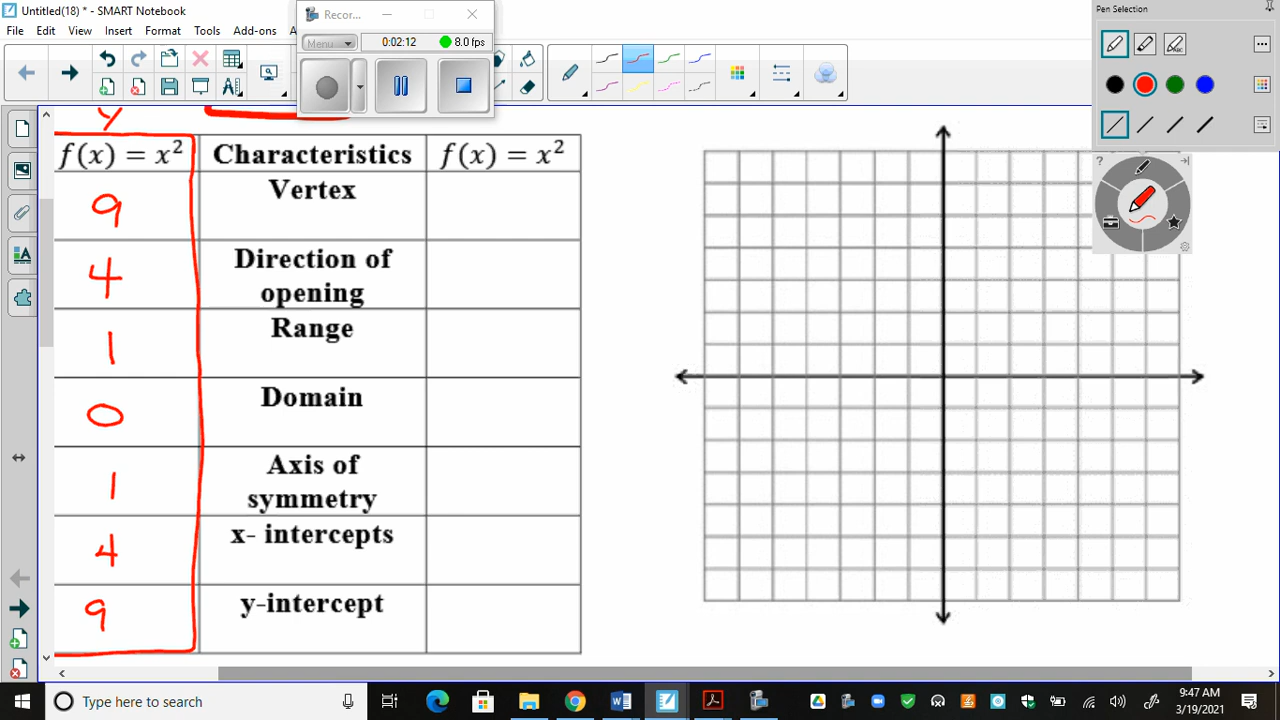 Untitled(18) * - SMART Notebook
Recor...
Pen Selection
File Edit View Insert Format Tools Add-ons
Menu 0:02:12 8.0 fps
y
f(x) = x² Characteristics f(x) = x²
9 Vertex
4 Direction of
opening
1 Range
0 Domain
1 Axis of
symmetry
4 x- intercepts
9 y-intercept
Type here to search
9:47 AM
3/19/2021